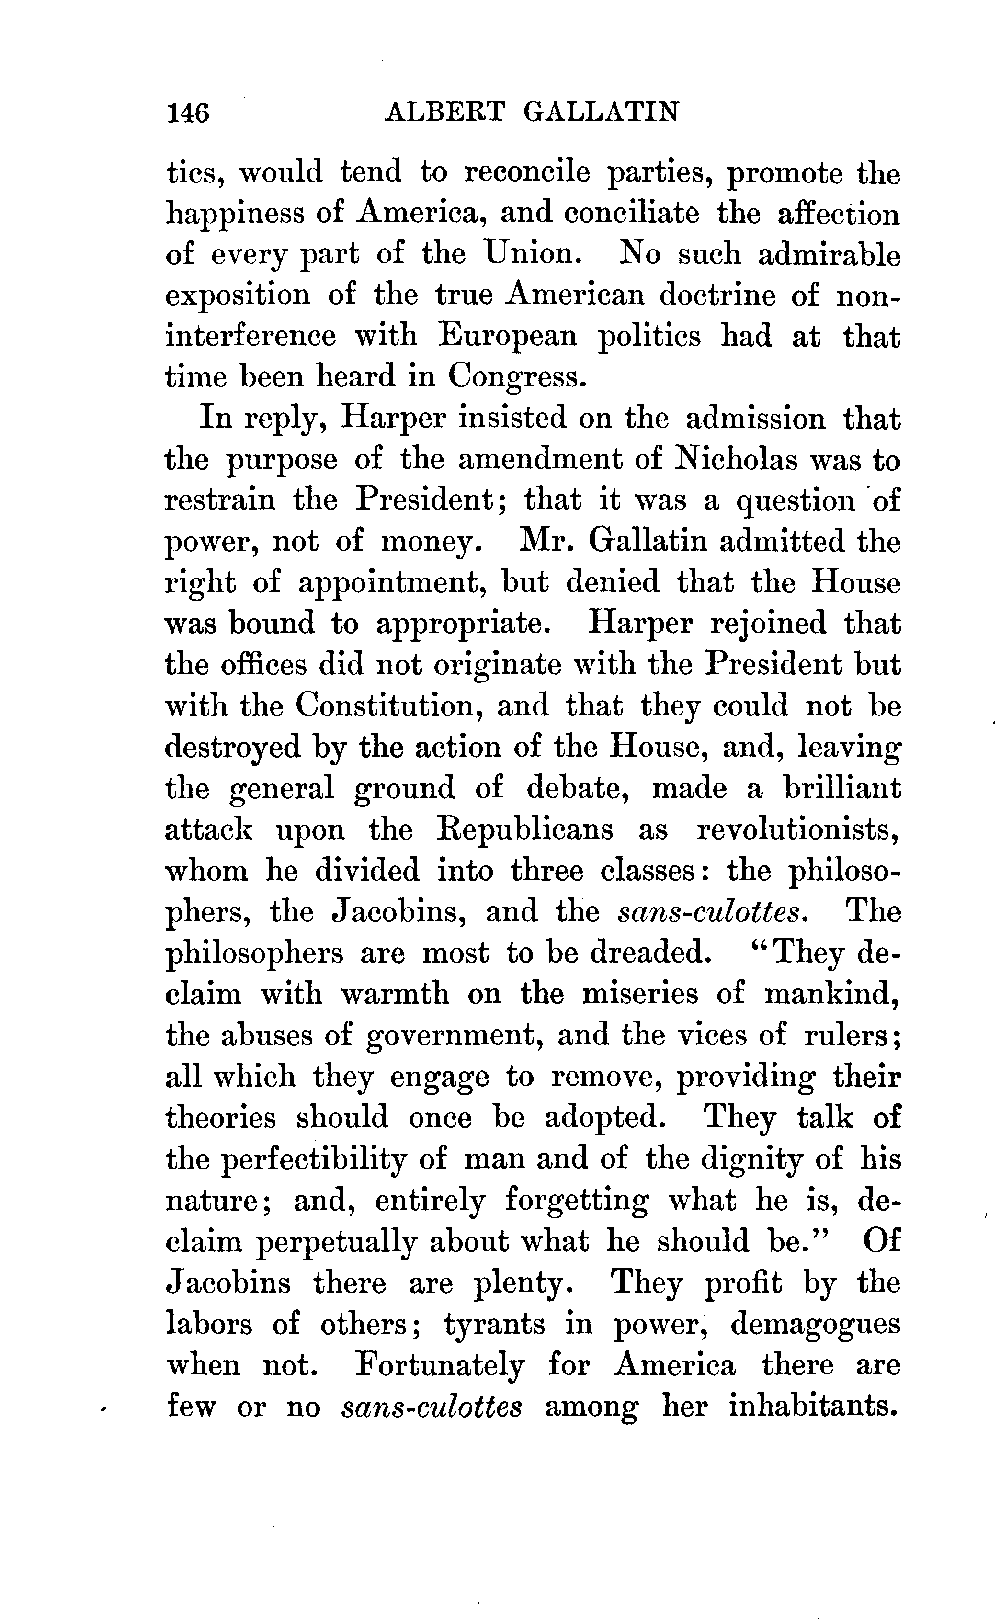 146 ALBERT GALLATIN
tics, would tend to reconcile parties, promote the
happiness of America, and conciliate the affection
of every part of the Union. No such admirable
exposition of the true American doctrine of non-
interference with European politics had at that
time been heard in Congress.
In reply, Harper insisted on the admission that
the purpose of the amendment of Nicholas was to
restrain the President; that it was a question of
power, not of money. Mr. Gallatin admitted the
right of appointment, but denied that the House
was bound to appropriate. Harper rejoined that
the offices did not originate with the President but
with the Constitution, and that they could not be
destroyed by the action of the House, and, leaving
the general ground of debate, made a brilliant
attack upon the Republicans as revolutionists,
whom he divided into three classes: the philoso-
phers, the Jacobins, and the sans-culottes. The
philosophers are most to be dreaded. "They de-
claim with warmth on the miseries of mankind,
the abuses of government, and the vices of rulers;
all which they engage to remove, providing their
theories should once be adopted. They talk of
the perfectibility of man and of the dignity of his
nature; and, entirely forgetting what he is, de-
claim perpetually about what he should be." Of
Jacobins there are plenty. They profit by the
labors of others; tyrants in power, demagogues
when not. Fortunately for America there are
few or no sans-culottes among her inhabitants.